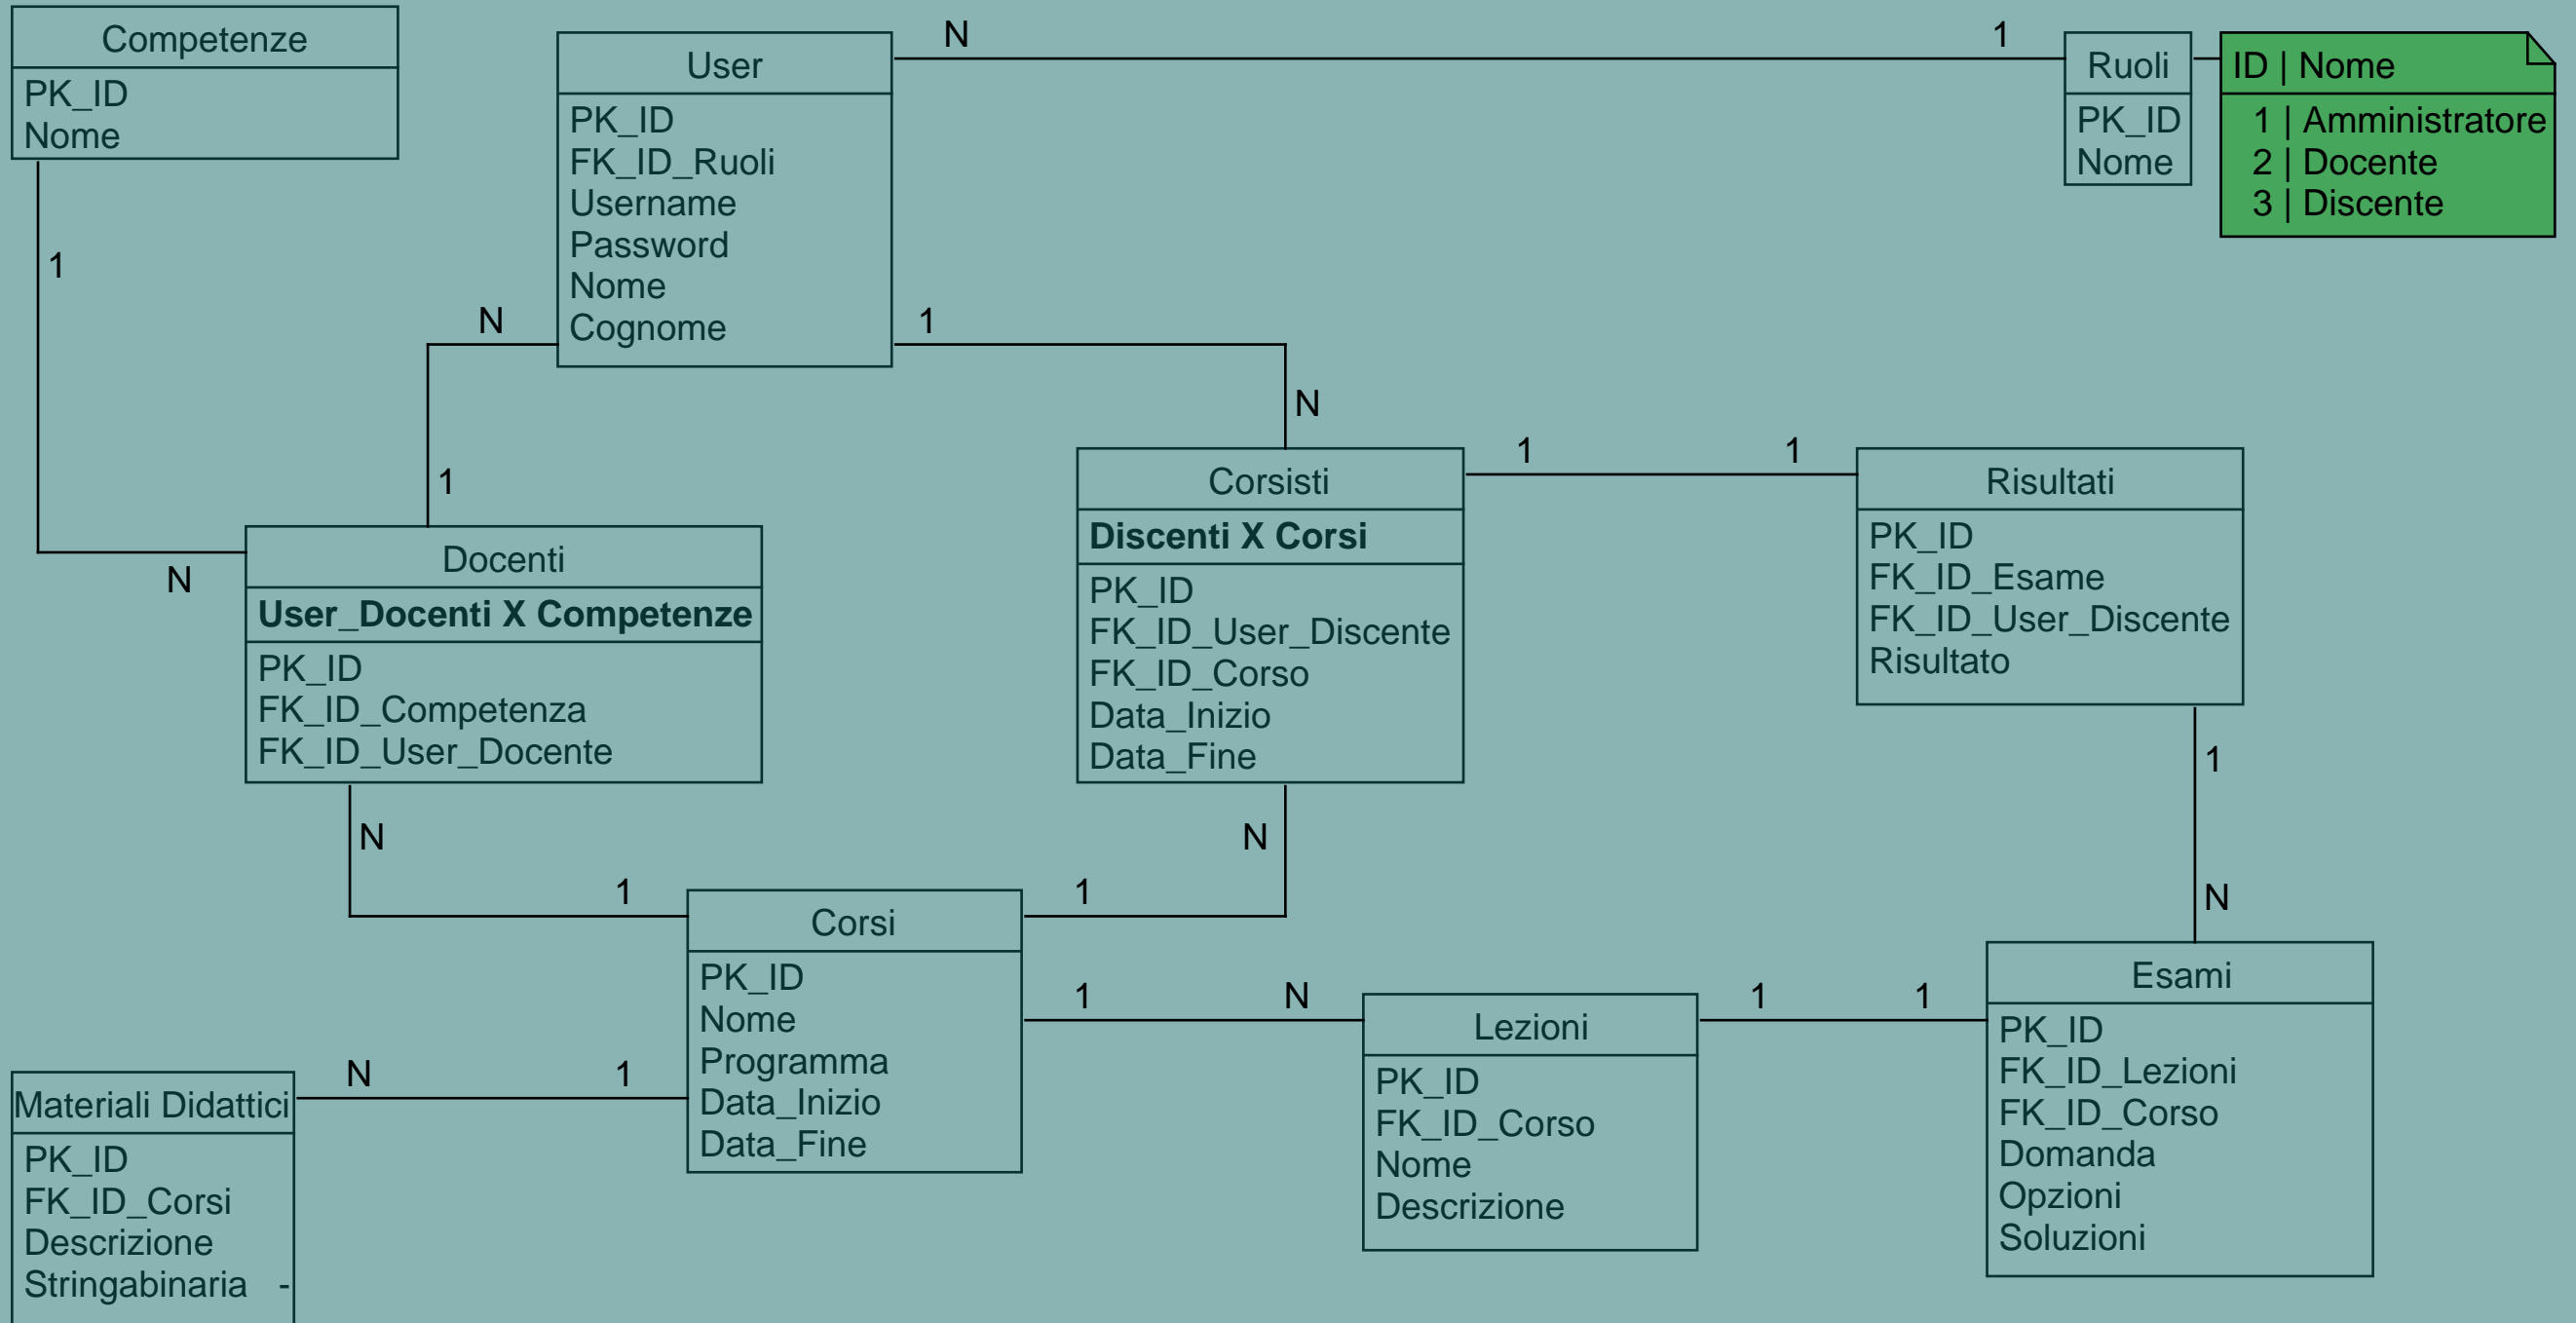 Competenze
PK_ID
Nome
User
PK_ID
FK_ID_Ruoli
Username
Password
Nome
Cognome
N
1
Ruoli
PK_ID
Nome
ID | Nome
1 | Amministratore
2 | Docente
3 | Discente
1
N
N
1
1
N
Docenti
User_Docenti X Competenze
PK_ID
FK_ID_Competenza
FK_ID_User_Docente
Corsisti
Discenti X Corsi
PK_ID
FK_ID_User_Discente
FK_ID_Corso
Data_Inizio
Data_Fine
1
1
Risultati
PK_ID
FK_ID_Esame
FK_ID_User_Discente
Risultato
N
1
N
1
1
N
Corsi
PK_ID
Nome
Programma
Data_Inizio
Data_Fine
1
N
Lezioni
PK_ID
FK_ID_Corso
Nome
Descrizione
1
1
Esami
PK_ID
FK_ID_Lezioni
FK_ID_Corso
Domanda
Opzioni
Soluzioni
N
1
Materiali Didattici
PK_ID
FK_ID_Corsi
Descrizione
Stringabinaria -